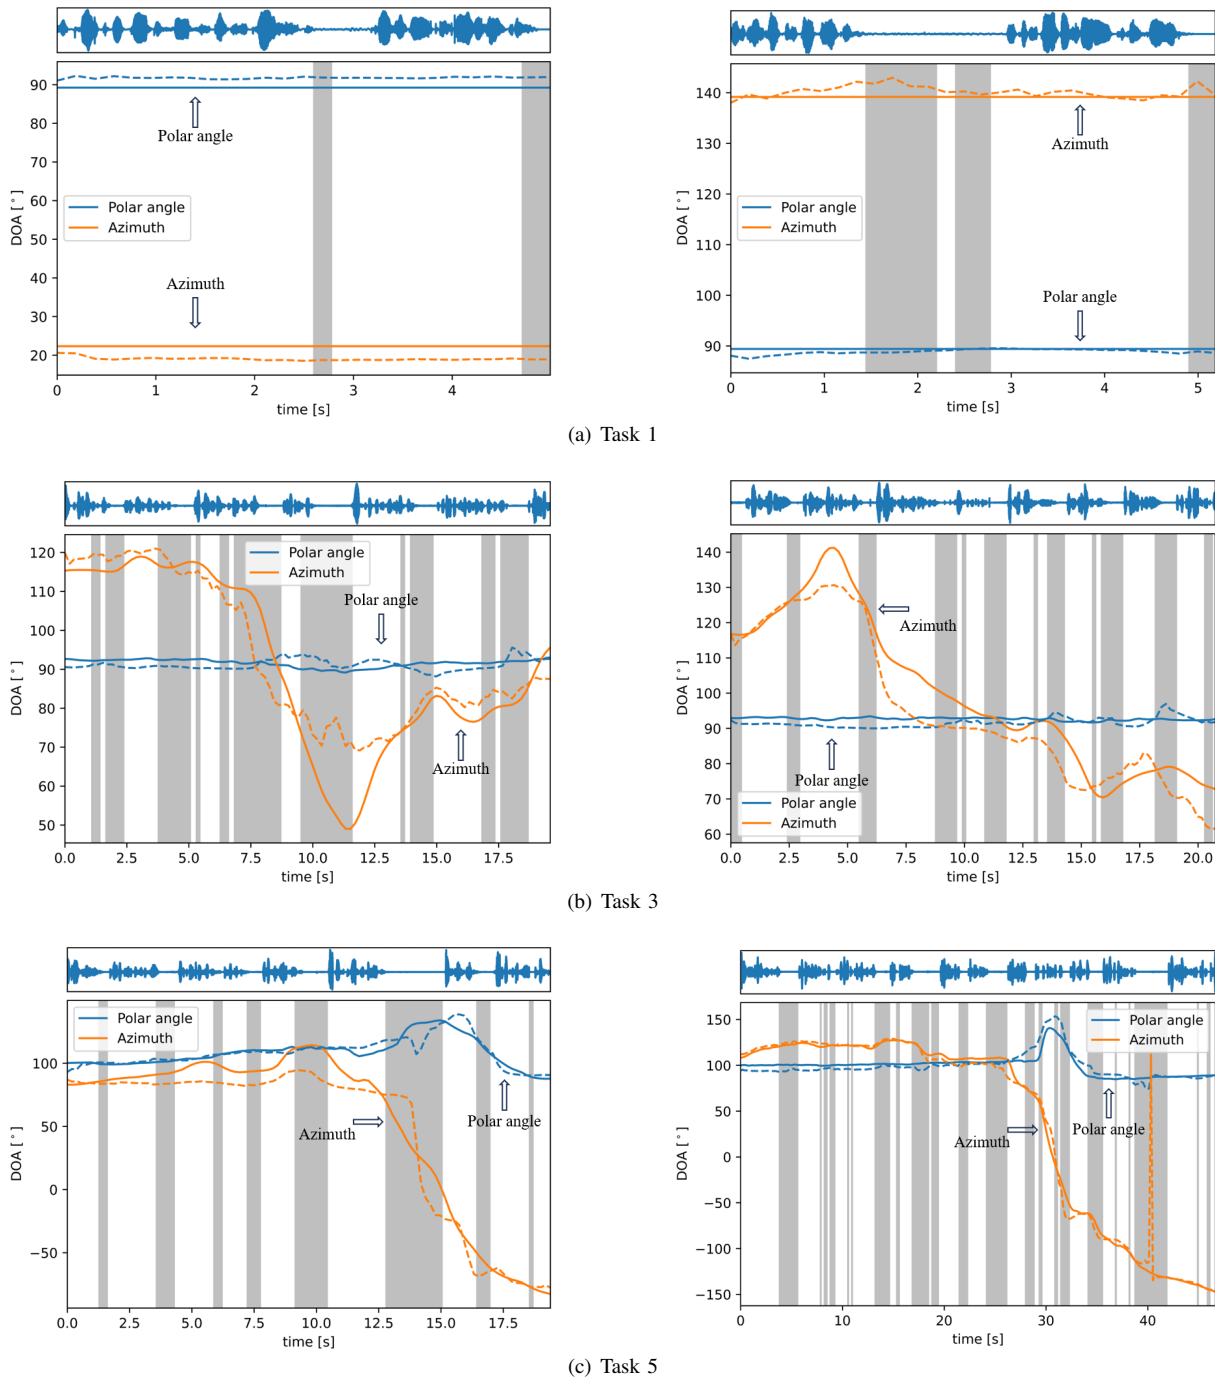 90
80
70
60
50
40
30
20
DOA [°]
Polar angle
Polar angle
Azimuth
Azimuth
0 1 2 3 4
time [s]
140
130
120
110
100
90
DOA [°]
Azimuth
Polar angle
Azimuth
Polar angle
0 1 2 3 4 5
time [s]
(a) Task 1
120
110
100
90
80
70
60
50
DOA [°]
Polar angle
Azimuth
Polar angle
Azimuth
0.0 2.5 5.0 7.5 10.0 12.5 15.0 17.5
time [s]
140
130
120
110
100
90
80
70
60
DOA [°]
Azimuth
Polar angle
Polar angle
Azimuth
0.0 2.5 5.0 7.5 10.0 12.5 15.0 17.5 20.0
time [s]
(b) Task 3
100
50
0
−50
DOA [°]
Polar angle
Azimuth
Polar angle
Azimuth
0.0 2.5 5.0 7.5 10.0 12.5 15.0 17.5
time [s]
150
100
50
0
−50
−100
−150
DOA [°]
Polar angle
Azimuth
Polar angle
Azimuth
0 10 20 30 40
time [s]
(c) Task 5